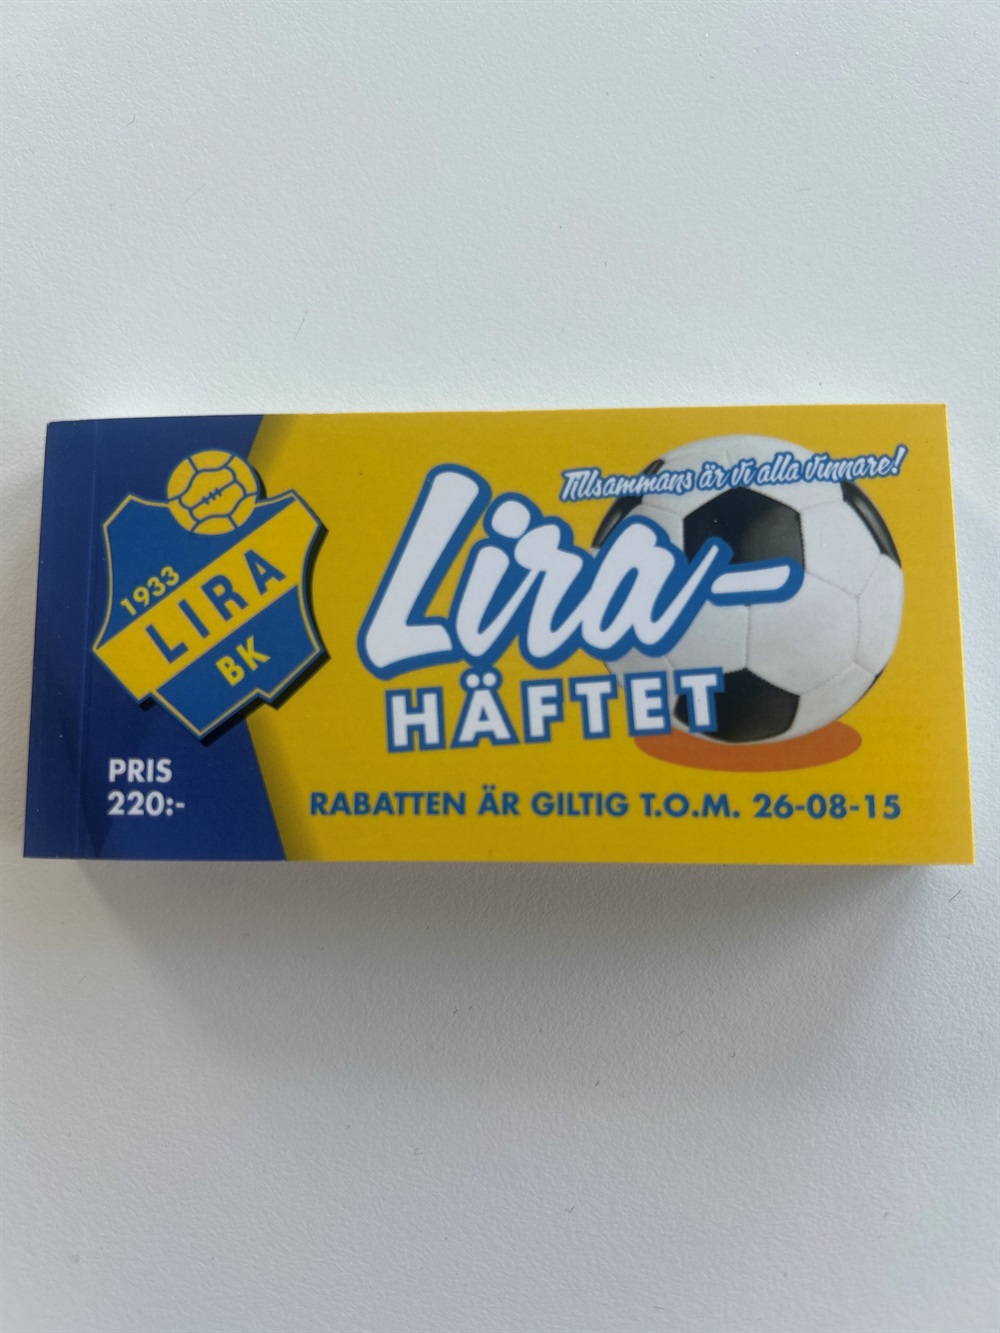 1933
LIRA
BK
Tillsammans är vi alla vinnare!
Lira-
HÄFTET
PRIS
220:-
RABATTEN ÄR GILTIG T.O.M. 26-08-15